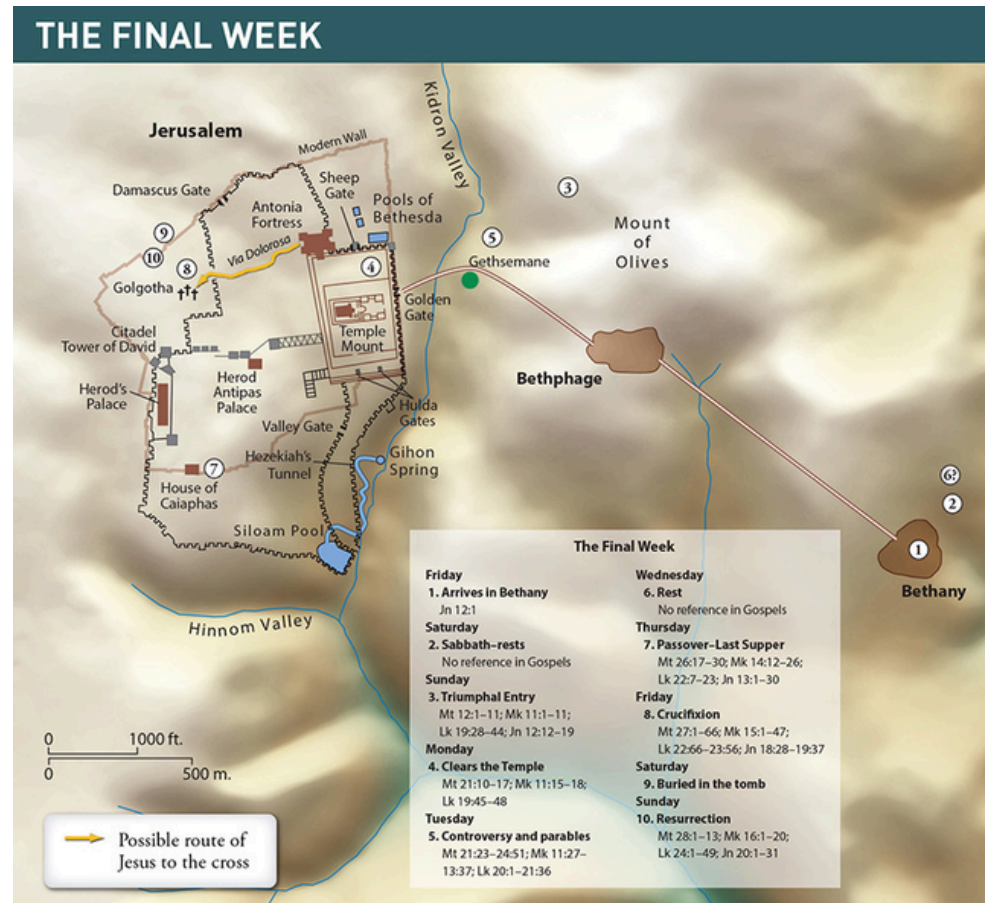 THE FINAL WEEK
Kidron Valley
Jerusalem
Modern Wall
Damascus Gate
Sheep
Gate
Pools of
Bethesda
Antonia
Fortress
3
Mount
of
Olives
9
10
8
Via Dolorosa
4
5
Gethsemane
Golgotha
Golden
Gate
Temple
Mount
Citadel
Tower of David
Bethphage
Herod's
Palace
Herod
Antipas
Palace
Hulda
Gates
Valley Gate
Hezekiah's
Tunnel
Gihon
Spring
7
House of
Caiaphas
6?
2
Siloam Pool
1
Bethany
Hinnom Valley
The Final Week
Friday
1. Arrives in Bethany
Jn 12:1
Saturday
2. Sabbath–rests
No reference in Gospels
Sunday
3. Triumphal Entry
Mt 12:1–11; Mk 11:1–11;
Lk 19:28–44; Jn 12:12–19
Monday
4. Clears the Temple
Mt 21:10–17; Mk 11:15–18;
Lk 19:45–48
Tuesday
5. Controversy and parables
Mt 21:23–24:51; Mk 11:27–
13:37; Lk 20:1–21:36
Wednesday
6. Rest
No reference in Gospels
Thursday
7. Passover–Last Supper
Mt 26:17–30; Mk 14:12–26;
Lk 22:7–23; Jn 13:1–30
Friday
8. Crucifixion
Mt 27:1–66; Mk 15:1–47;
Lk 22:66–23:56; Jn 18:28–19:37
Saturday
9. Buried in the tomb
Sunday
10. Resurrection
Mt 28:1–13; Mk 16:1–20;
Lk 24:1–49; Jn 20:1–31
0 1000 ft.
0 500 m.
Possible route of
Jesus to the cross